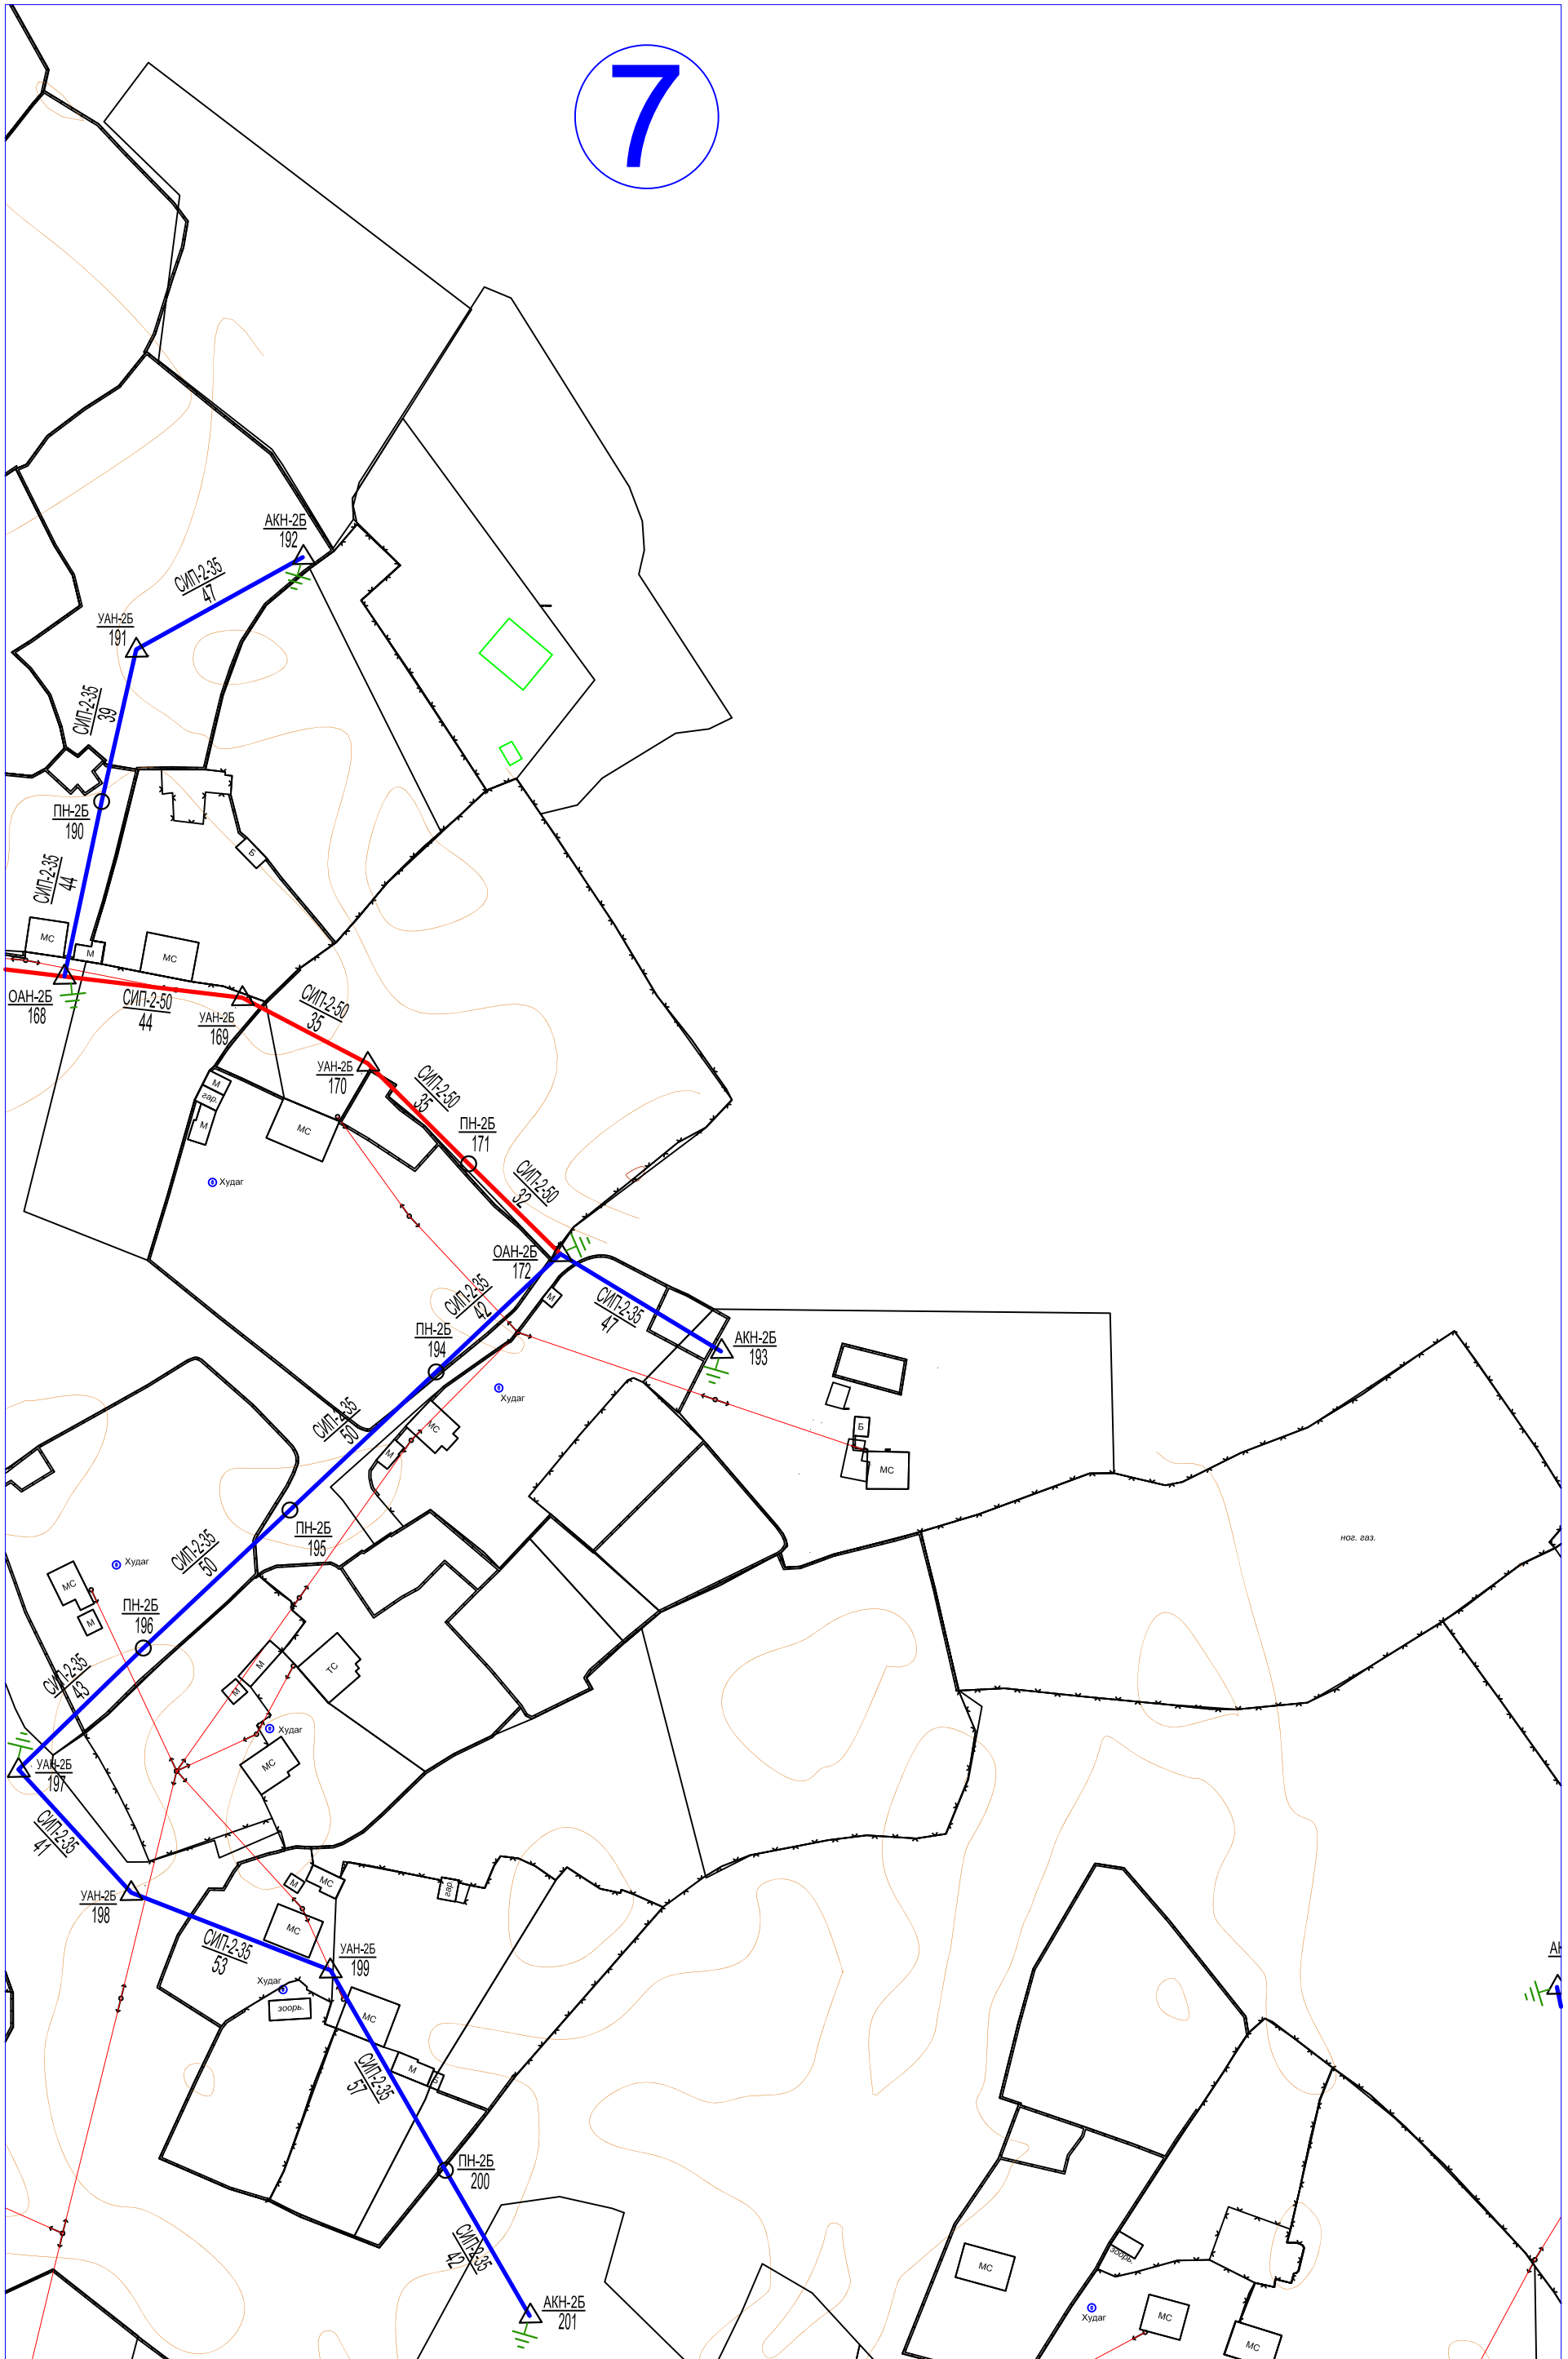 7
АКН-2Б
192
СИП-2-35
47
УАН-2Б
191
СИП-2-35
39
ПН-2Б
190
Б
СИП-2-35
44
МС
М
МС
ОАН-2Б
168
СИП-2-50
44
УАН-2Б
169
СИП-2-50
35
УАН-2Б
170
СИП-2-50
35
М
гар.
М
МС
ПН-2Б
171
Худаг
СИП-2-50
32
ОАН-2Б
172
СИП-2-35
42
М
СИП-2-35
47
ПН-2Б
194
АКН-2Б
193
Худаг
СИП-2-35
50
МС
М
Б
МС
ПН-2Б
195
ног. газ.
СИП-2-35
50
Худаг
МС
М
ПН-2Б
196
СИП-2-35
43
М
ТС
М
Худаг
УАН-2Б
197
МС
СИП-2-35
41
МС
М
гар.
УАН-2Б
198
МС
СИП-2-35
53
УАН-2Б
199
Худаг
зоорь.
МС
СИП-2-35
57
М
ПН-2Б
200
СИП-2-35
42
АКН-2Б
201
зоорь.
МС
Худаг
МС
МС